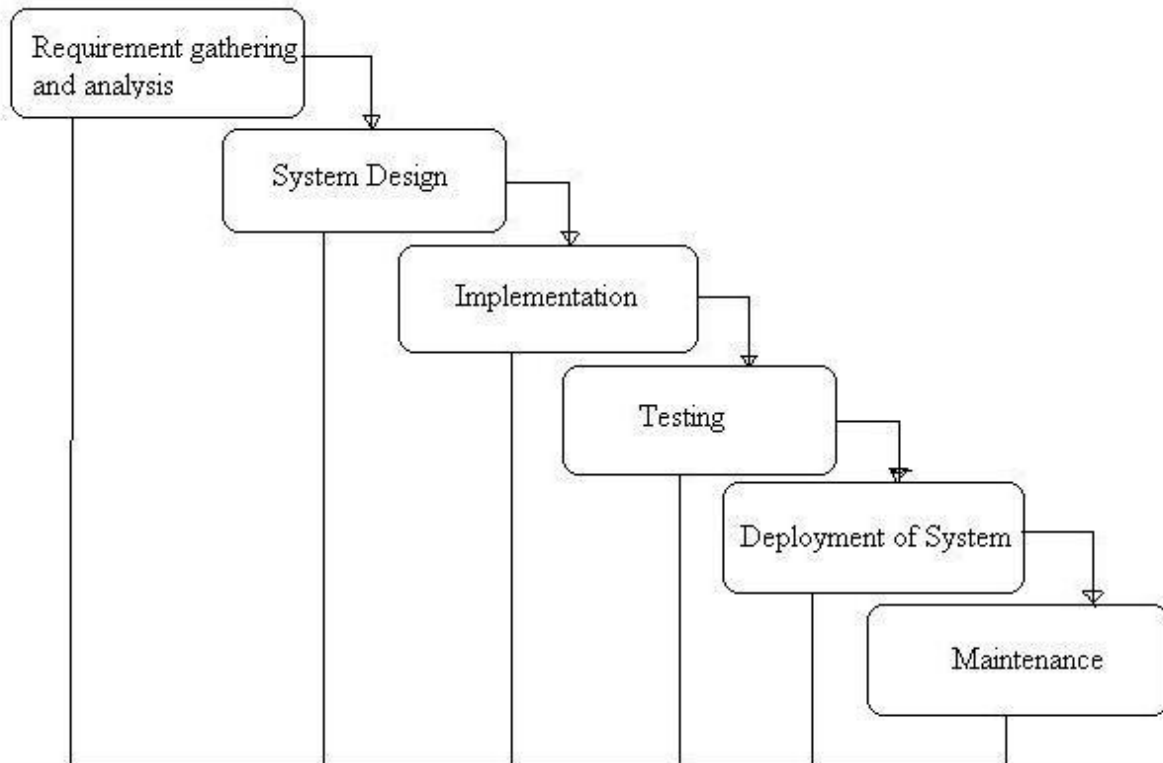 Requirement gathering
and analysis
System Design
Implementation
Testing
Deployment of System
Maintenance